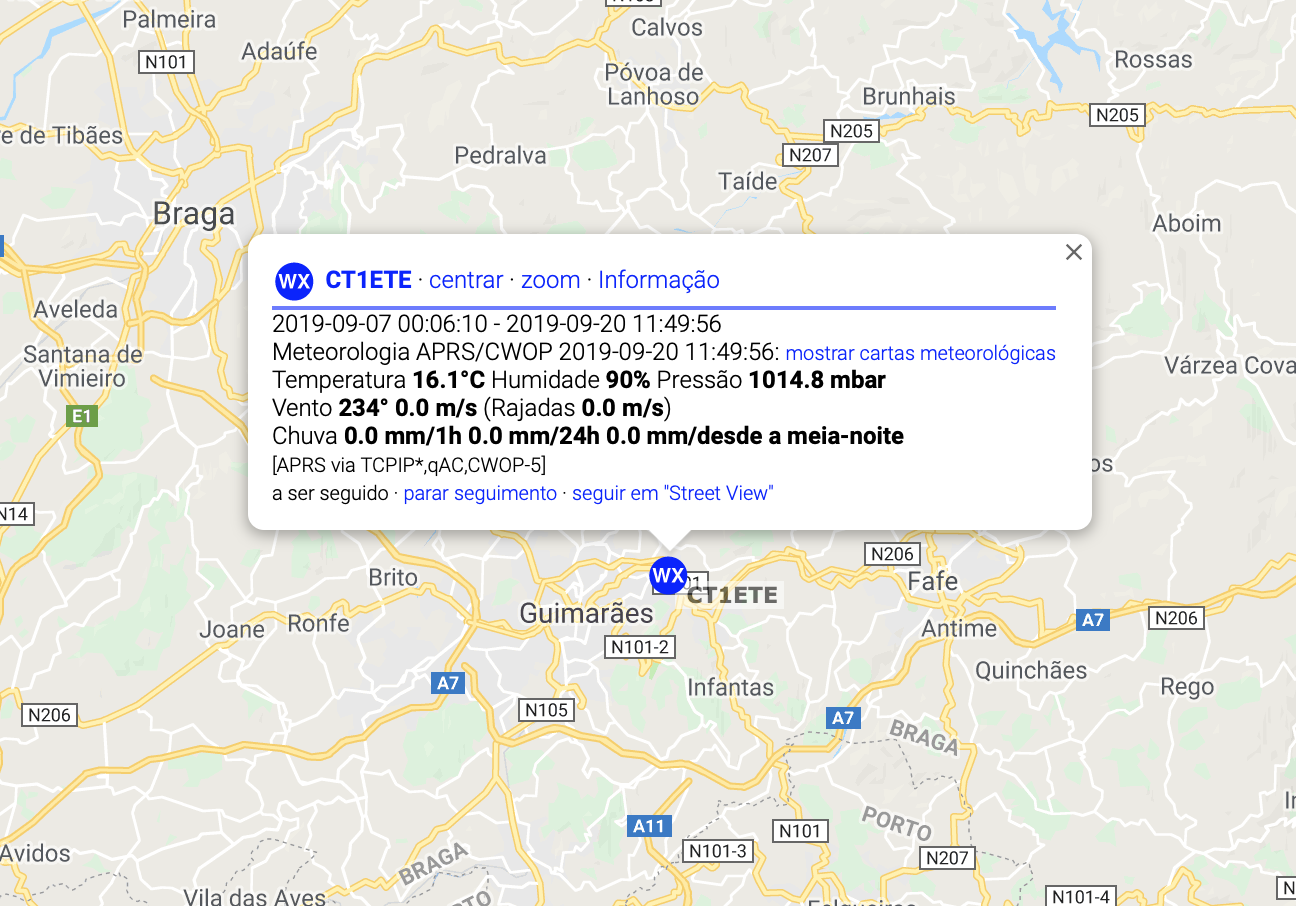 Palmeira
Calvos
N101
Adaúfe
Rossas
Póvoa de
Lanhoso
Brunhais
N205
N205
re de Tibães
N207
Pedralva
Taíde
Braga
Aboim
WX CT1ETE · centrar · zoom · Informação
2019-09-07 00:06:10 - 2019-09-20 11:49:56
Meteorologia APRS/CWOP 2019-09-20 11:49:56: mostrar cartas meteorológicas
Temperatura 16.1°C Humidade 90% Pressão 1014.8 mbar
Vento 234° 0.0 m/s (Rajadas 0.0 m/s)
Chuva 0.0 mm/1h 0.0 mm/24h 0.0 mm/desde a meia-noite
[APRS via TCPIP*,qAC,CWOP-5]
a ser seguido · parar seguimento · seguir em "Street View"
Aveleda
Santana de
Vimieiro
Várzea Cova
E1
os
N14
N206
Brito
WX
CT1ETE
Fafe
Guimarães
Joane
Ronfe
A7
N206
Antime
N101-2
Quinchães
A7
Infantas
Rego
N206
N105
A7
BRAGA
A11
N101
PORTO
N101-3
N207
Avidos
BRAGA
Vila das Aves
N101-4